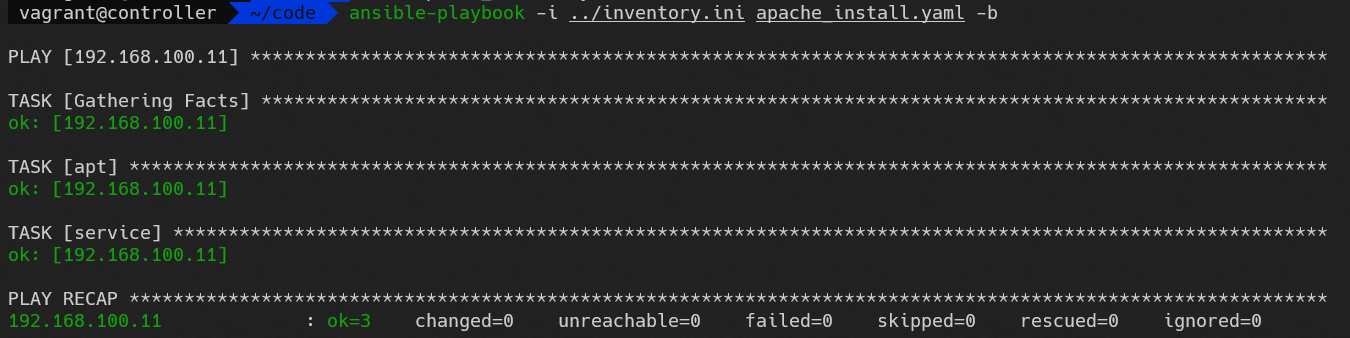 vagrant@controller ~/code ansible-playbook -i ../inventory.ini apache_install.yaml -b
PLAY [192.168.100.11] **************************************************************************************************
TASK [Gathering Facts] *************************************************************************************************
ok: [192.168.100.11]
TASK [apt] *************************************************************************************************************
ok: [192.168.100.11]
TASK [service] *********************************************************************************************************
ok: [192.168.100.11]
PLAY RECAP *************************************************************************************************************
192.168.100.11             : ok=3    changed=0    unreachable=0    failed=0    skipped=0    rescued=0    ignored=0